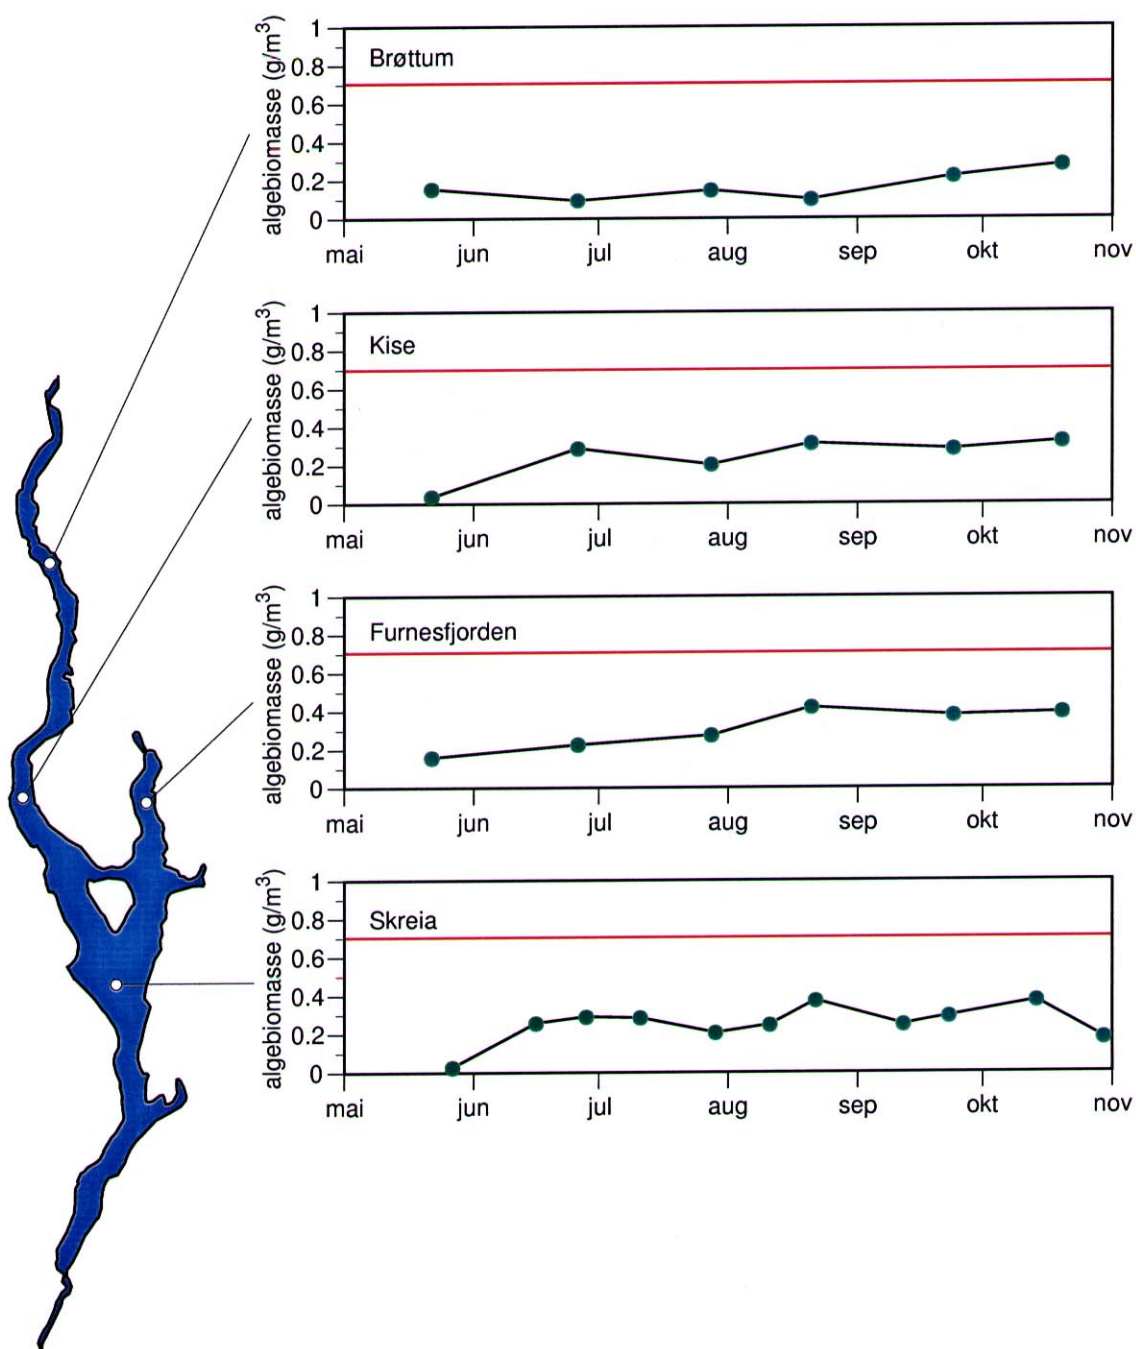 algebiomasse (g/m³)
1
0.8
0.6
0.4
0.2
0
Brøttum
mai jun jul aug sep okt nov
algebiomasse (g/m³)
1
0.8
0.6
0.4
0.2
0
Kise
mai jun jul aug sep okt nov
algebiomasse (g/m³)
1
0.8
0.6
0.4
0.2
0
Furnesfjorden
mai jun jul aug sep okt nov
algebiomasse (g/m³)
1
0.8
0.6
0.4
0.2
0
Skreia
mai jun jul aug sep okt nov